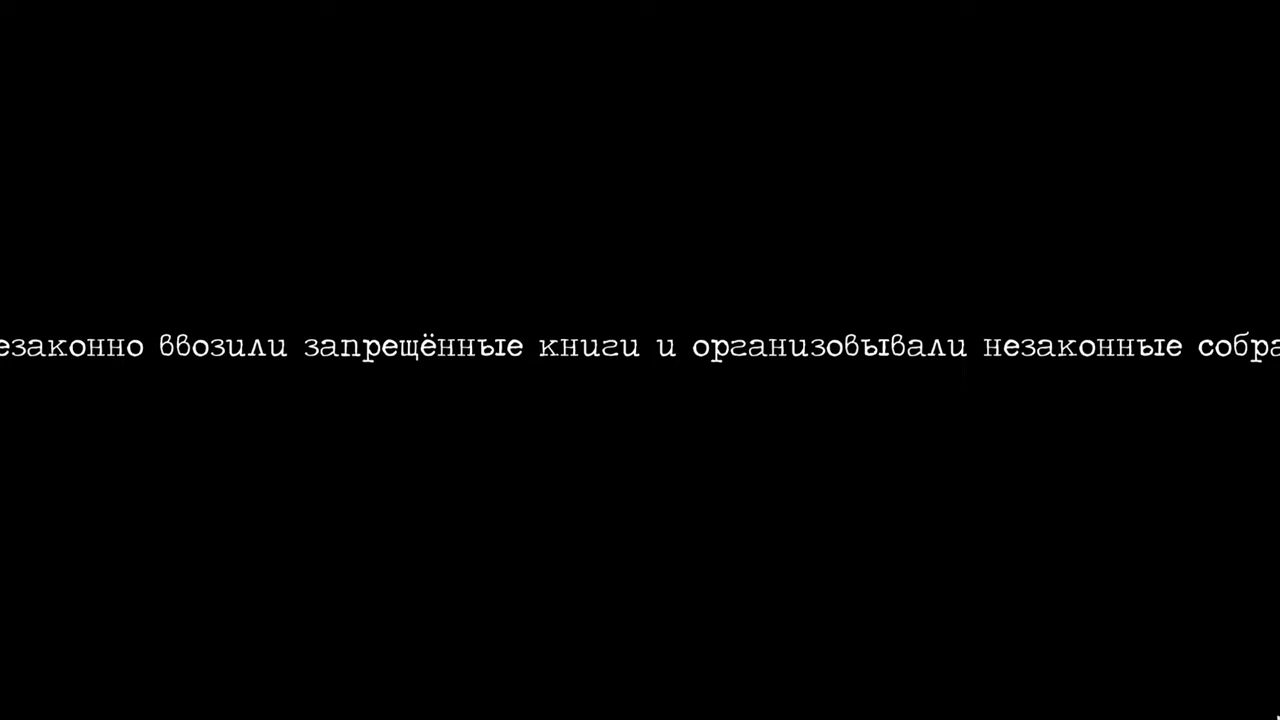 езаконно ввозили запрещённые книги и организовывали незаконные собра